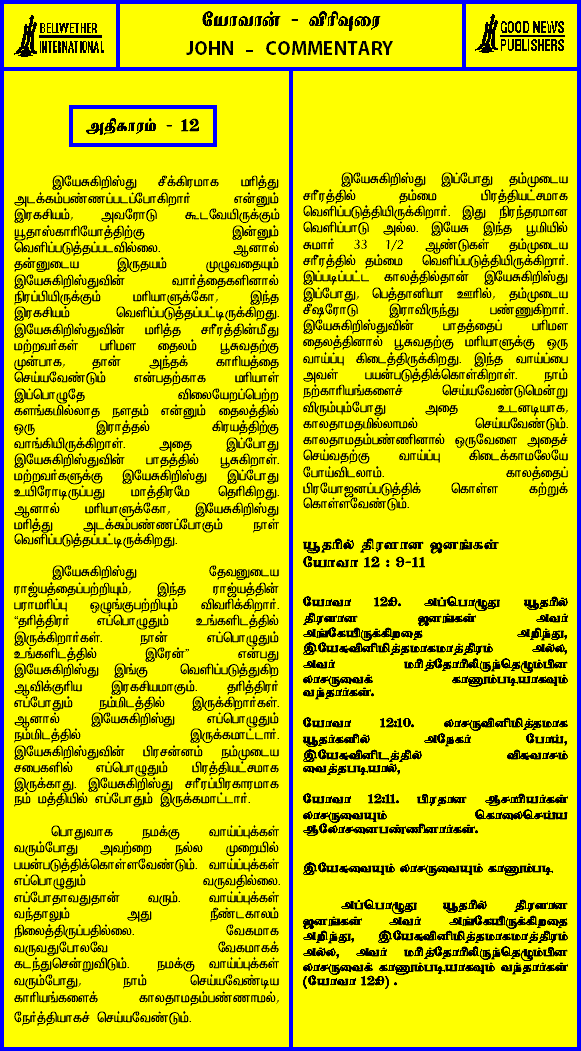 BELLWETHER
INTERNATIONAL
யோவான் - விரிவுரை
JOHN - COMMENTARY
GOOD NEWS
PUBLISHERS
அதிகாரம் - 12
இயேசுகிறிஸ்து சீக்கிரமாக மரித்து
அடக்கம்பண்ணப்படப்போகிறார் என்னும்
இரகசியம், அவரோடு கூடவேயிருக்கும்
யூதாஸ்காரியோத்திற்கு இன்னும்
வெளிப்படுத்தப்படவில்லை. ஆனால்
தன்னுடைய இருதயம் முழுவதையும்
இயேசுகிறிஸ்துவின் வார்த்தைகளினால்
நிரப்பியிருக்கும் மரியாளுக்கோ, இந்த
இரகசியம் வெளிப்படுத்தப்பட்டிருக்கிறது.
இயேசுகிறிஸ்துவின் மரித்த சரீரத்தின்மீது
மற்றவர்கள் பரிமள தைலம் பூசுவதற்கு
முன்பாக, தான் அந்தக் காரியத்தை
செய்யவேண்டும் என்பதற்காக மரியாள்
இப்பொழுதே விலையேறப்பெற்ற
களங்கமில்லாத நளதம் என்னும் தைலத்தில்
ஒரு இராத்தல் கிரயத்திற்கு
வாங்கியிருக்கிறாள். அதை இப்போது
இயேசுகிறிஸ்துவின் பாதத்தில் பூசுகிறாள்.
மற்றவர்களுக்கு இயேசுகிறிஸ்து இப்போது
உயிரோடிருப்பது மாத்திரமே தெரிகிறது.
ஆனால் மரியாளுக்கோ, இயேசுகிறிஸ்து
மரித்து அடக்கம்பண்ணப்போகும் நாள்
வெளிப்படுத்தப்பட்டிருக்கிறது.
இயேசுகிறிஸ்து தேவனுடைய
ராஜ்யத்தைப்பற்றியும், இந்த ராஜ்யத்தின்
பராமரிப்பு ஒழுங்குபற்றியும் விவரிக்கிறார்.
“தரித்திரர் எப்பொழுதும் உங்களிடத்தில்
இருக்கிறார்கள். நான் எப்பொழுதும்
உங்களிடத்தில் இரேன்” என்பது
இயேசுகிறிஸ்து இங்கு வெளிப்படுத்துகிற
ஆவிக்குரிய இரகசியமாகும். தரித்திரர்
எப்போதும் நம்மிடத்தில் இருக்கிறார்கள்.
ஆனால் இயேசுகிறிஸ்து எப்பொழுதும்
நம்மிடத்தில் இருக்கமாட்டார்.
இயேசுகிறிஸ்துவின் பிரசன்னம் நம்முடைய
சபைகளில் எப்பொழுதும் பிரத்தியட்சமாக
இருக்காது. இயேசுகிறிஸ்து சரீரப்பிரகாரமாக
நம் மத்தியில் எப்போதும் இருக்கமாட்டார்.
பொதுவாக நமக்கு வாய்ப்புக்கள்
வரும்போது அவற்றை நல்ல முறையில்
பயன்படுத்திக்கொள்ளவேண்டும். வாய்ப்புக்கள்
எப்பொழுதும் வருவதில்லை.
எப்போதாவதுதான் வரும். வாய்ப்புகள்
வந்தாலும் அது நீண்டகாலம்
நிலைத்திருப்பதில்லை. வேகமாக
வருவதுபோலவே வேகமாகக்
கடந்துசென்றுவிடும். நமக்கு வாய்ப்புக்கள்
வரும்போது, நாம் செய்யவேண்டிய
காரியங்களைக் காலதாமதம்பண்ணாமல்,
நேர்த்தியாகச் செய்யவேண்டும்.
இயேசுகிறிஸ்து இப்போது தம்முடைய
சரீரத்தில் தம்மை பிரத்தியட்சமாக
வெளிப்படுத்தியிருக்கிறார். இது நிரந்தரமான
வெளிப்பாடு அல்ல. இயேசு இந்த பூமியில்
சுமார் 33 1/2 ஆண்டுகள் தம்முடைய
சரீரத்தில் தம்மை வெளிப்படுத்தியிருக்கிறார்.
இப்படிப்பட்ட காலத்தில்தான் இயேசுகிறிஸ்து
இப்போது, பெத்தானியா ஊரில், தம்முடைய
சீஷரோடு இராவிருந்து பண்ணுகிறார்.
இயேசுகிறிஸ்துவின் பாதத்தைப் பரிமள
தைலத்தினால் பூசுவதற்கு மரியாளுக்கு ஒரு
வாய்ப்பு கிடைத்திருக்கிறது. இந்த வாய்ப்பை
அவள் பயன்படுத்திக்கொள்கிறாள். நாம்
நற்காரியங்களைச் செய்யவேண்டுமென்று
விரும்பும்போது அதை உடனடியாக,
காலதாமதமில்லாமல் செய்யவேண்டும்.
காலதாமதம்பண்ணினால் ஒருவேளை அதைச்
செய்வதற்கு வாய்ப்பு கிடைக்காமலேயே
போய்விடலாம். காலத்தைப்
பிரயோஜனப்படுத்திக் கொள்ள கற்றுக்
கொள்ளவேண்டும்.
யூதரில் திரளான ஜனங்கள்
யோவா 12 : 9-11
யோவா 12:9. அப்பொழுது யூதரில்
திரளான ஜனங்கள் அவர்
அங்கேயிருக்கிறதை அறிந்து,
இயேசுவினிமித்தமாகமாத்திரம் அல்ல,
அவர் மரித்தோரிலிருந்தெழுப்பின
லாசருவைக் காணும்படியாகவும்
வந்தார்கள்.
யோவா 12:10. லாசருவினிமித்தமாக
யூதர்களில் அநேகர் போய்,
இயேசுவினிடத்தில் விசுவாசம்
வைத்தபடியால்,
யோவா 12:11. பிரதான ஆசாரியர்கள்
லாசருவையும் கொலைசெய்ய
ஆலோசனைபண்ணினார்கள்.
இயேசுவையும் லாசருவையும் காணும்படி
அப்பொழுது யூதரில் திரளான
ஜனங்கள் அவர் அங்கேயிருக்கிறதை
அறிந்து, இயேசுவினிமித்தமாகமாத்திரம்
அல்ல, அவர் மரித்தோரிலிருந்தெழுப்பின
லாசருவைக் காணும்படியாகவும் வந்தார்கள்
(யோவா 12:9) .